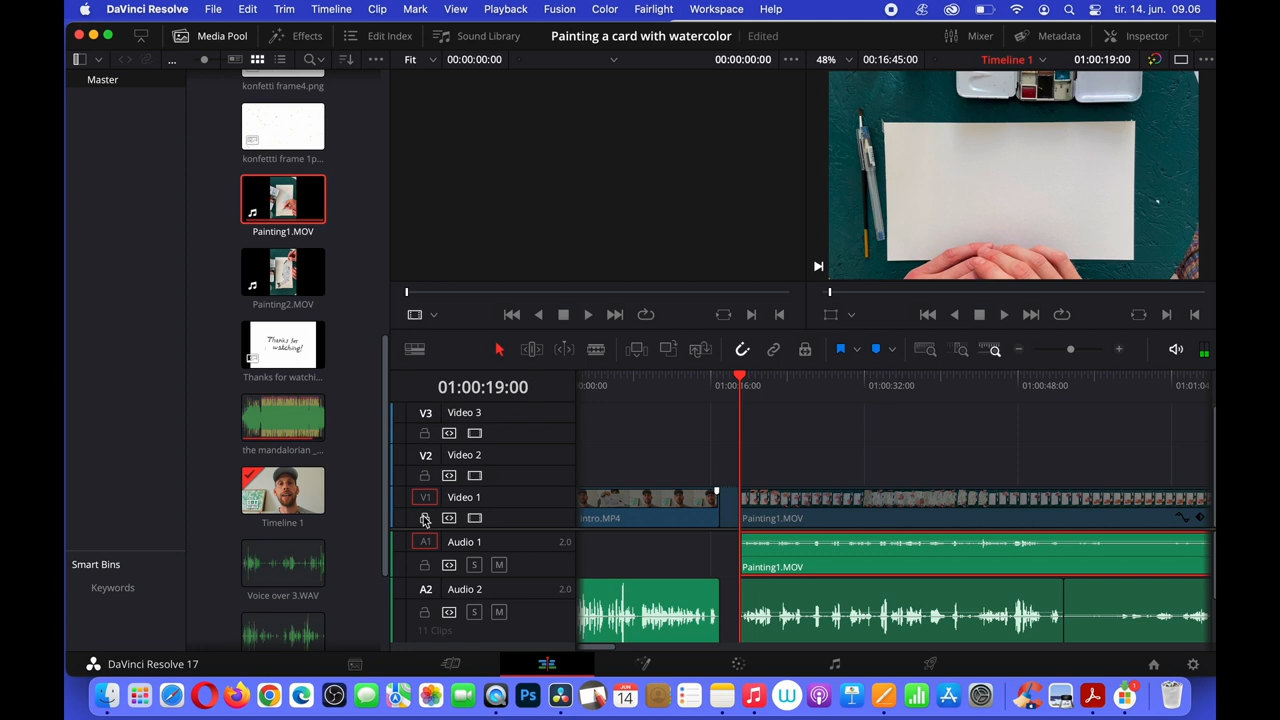 DaVinci Resolve File Edit Trim Timeline Clip Mark View Playback Fusion Color Fairlight Workspace Help tir. 14. jun. 09.06
Media Pool Effects Edit Index Sound Library Painting a card with watercolor Edited Mixer Metadata Inspector
... Fit 00:00:00:00 00:00:00:00 48% 00:16:45:00 Timeline 1 01:00:19:00
Master
konfetti frame4.png
konfettti frame 1p...
Painting1.MOV
Painting2.MOV
Thanks for watching!
Thanks for watchi...
the mandalorian _...
Timeline 1
Voice over 3.WAV
Smart Bins
Keywords
01:00:19:00
0:00:00 01:00:16:00 01:00:32:00 01:00:48:00 01:01:04
V3 Video 3
V2 Video 2
V1 Video 1
Intro.MP4 Painting1.MOV
A1 Audio 1 2.0
S M
Painting1.MOV
A2 Audio 2 2.0
S M
11 Clips
DaVinci Resolve 17
Ps JUN 14 W 1